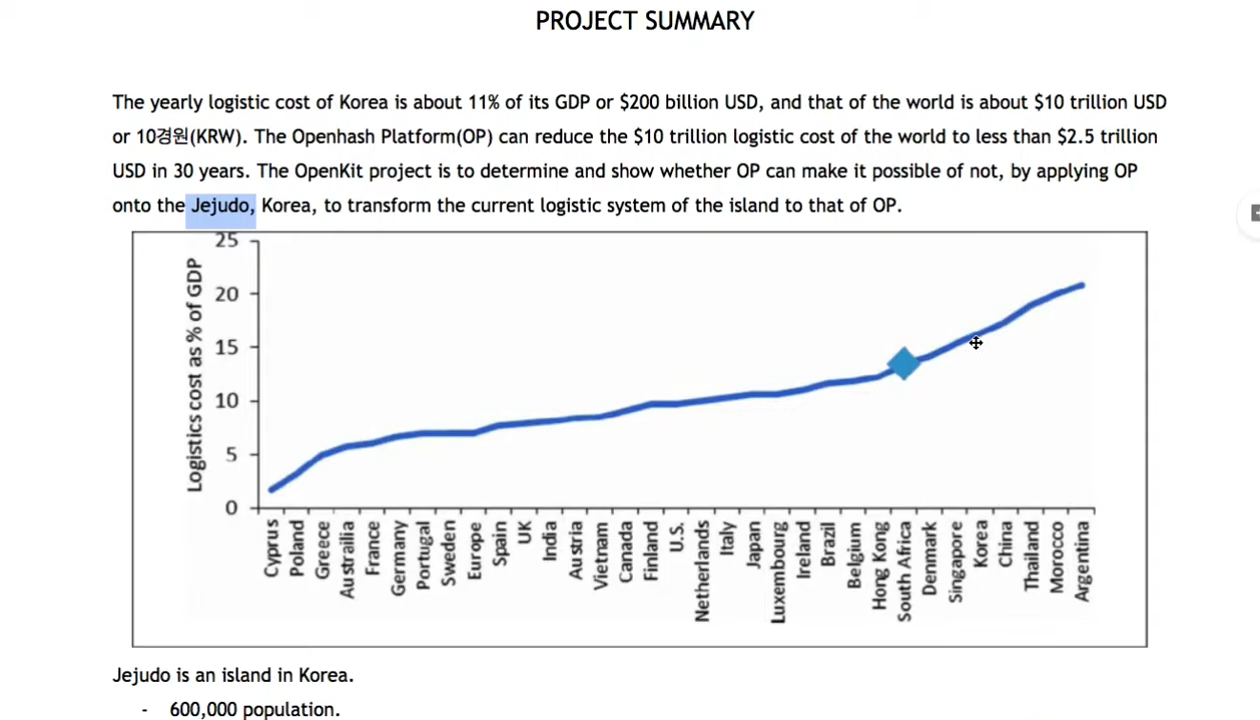 PROJECT SUMMARY
The yearly logistic cost of Korea is about 11% of its GDP or $200 billion USD, and that of the world is about $10 trillion USD
or 10경원(KRW). The Openhash Platform(OP) can reduce the $10 trillion logistic cost of the world to less than $2.5 trillion
USD in 30 years. The OpenKit project is to determine and show whether OP can make it possible of not, by applying OP
onto the Jejudo, Korea, to transform the current logistic system of the island to that of OP.
Logistics cost as % of GDP
25
20
15
10
5
0
Cyprus
Poland
Greece
Austrailia
France
Germany
Portugal
Sweden
Europe
Spain
UK
India
Austria
Vietnam
Canada
Finland
U.S.
Netherlands
Italy
Japan
Luxembourg
Ireland
Brazil
Belgium
Hong Kong
South Africa
Denmark
Singapore
Korea
China
Thailand
Morocco
Argentina
Jejudo is an island in Korea.
- 600,000 population.